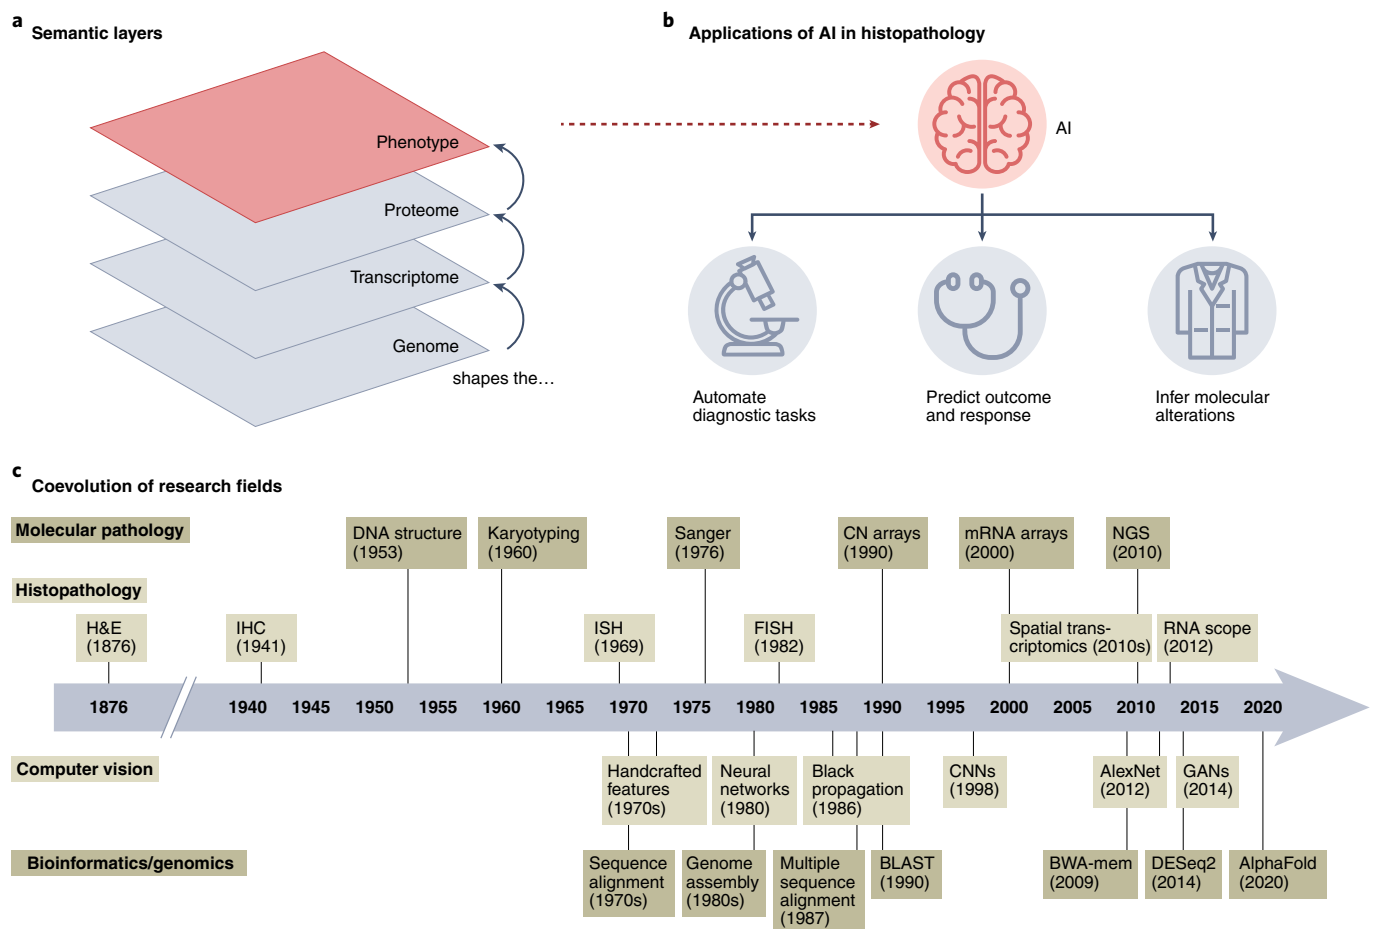 a
Semantic layers
Phenotype
Proteome
Transcriptome
Genome
shapes the…
b
Applications of AI in histopathology
AI
Automate
diagnostic tasks
Predict outcome
and response
Infer molecular
alterations
c
Coevolution of research fields
Molecular pathology
DNA structure
(1953)
Karyotyping
(1960)
Sanger
(1976)
CN arrays
(1990)
mRNA arrays
(2000)
NGS
(2010)
Histopathology
H&E
(1876)
IHC
(1941)
ISH
(1969)
FISH
(1982)
Spatial trans-
criptomics (2010s)
RNA scope
(2012)
1876 1940 1945 1950 1955 1960 1965 1970 1975 1980 1985 1990 1995 2000 2005 2010 2015 2020
Computer vision
Handcrafted
features
(1970s)
Neural
networks
(1980)
Black
propagation
(1986)
CNNs
(1998)
AlexNet
(2012)
GANs
(2014)
Bioinformatics/genomics
Sequence
alignment
(1970s)
Genome
assembly
(1980s)
Multiple
sequence
alignment
(1987)
BLAST
(1990)
BWA-mem
(2009)
DESeq2
(2014)
AlphaFold
(2020)